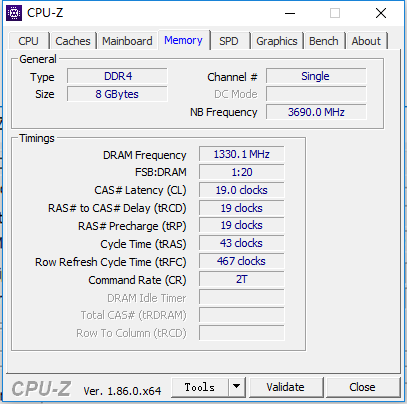 CPU-Z
CPU Caches Mainboard Memory SPD Graphics Bench About
General
Type DDR4 Channel # Single
Size 8 GBytes DC Mode
NB Frequency 3690.0 MHz
Timings
DRAM Frequency 1330.1 MHz
FSB:DRAM 1:20
CAS# Latency (CL) 19.0 clocks
RAS# to CAS# Delay (tRCD) 19 clocks
RAS# Precharge (tRP) 19 clocks
Cycle Time (tRAS) 43 clocks
Row Refresh Cycle Time (tRFC) 467 clocks
Command Rate (CR) 2T
DRAM Idle Timer
Total CAS# (tRDRAM)
Row To Column (tRCD)
CPU-Z Ver. 1.86.0.x64 Tools Validate Close